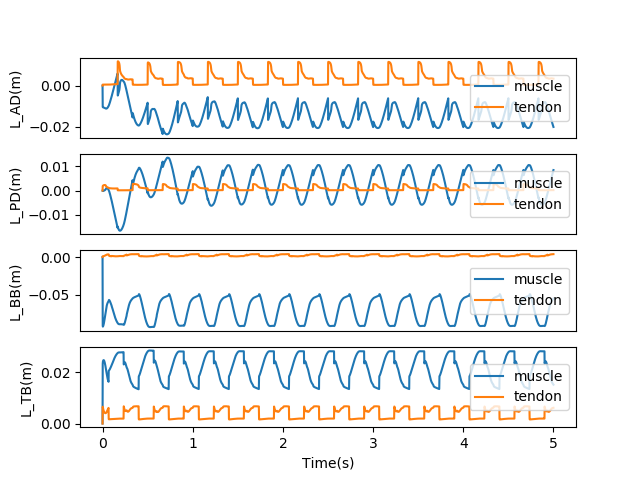 L_AD(m)
0.00
−0.02
muscle
tendon
L_PD(m)
0.01
0.00
−0.01
muscle
tendon
L_BB(m)
0.00
−0.05
muscle
tendon
L_TB(m)
0.02
0.00
muscle
tendon
0 1 2 3 4 5
Time(s)